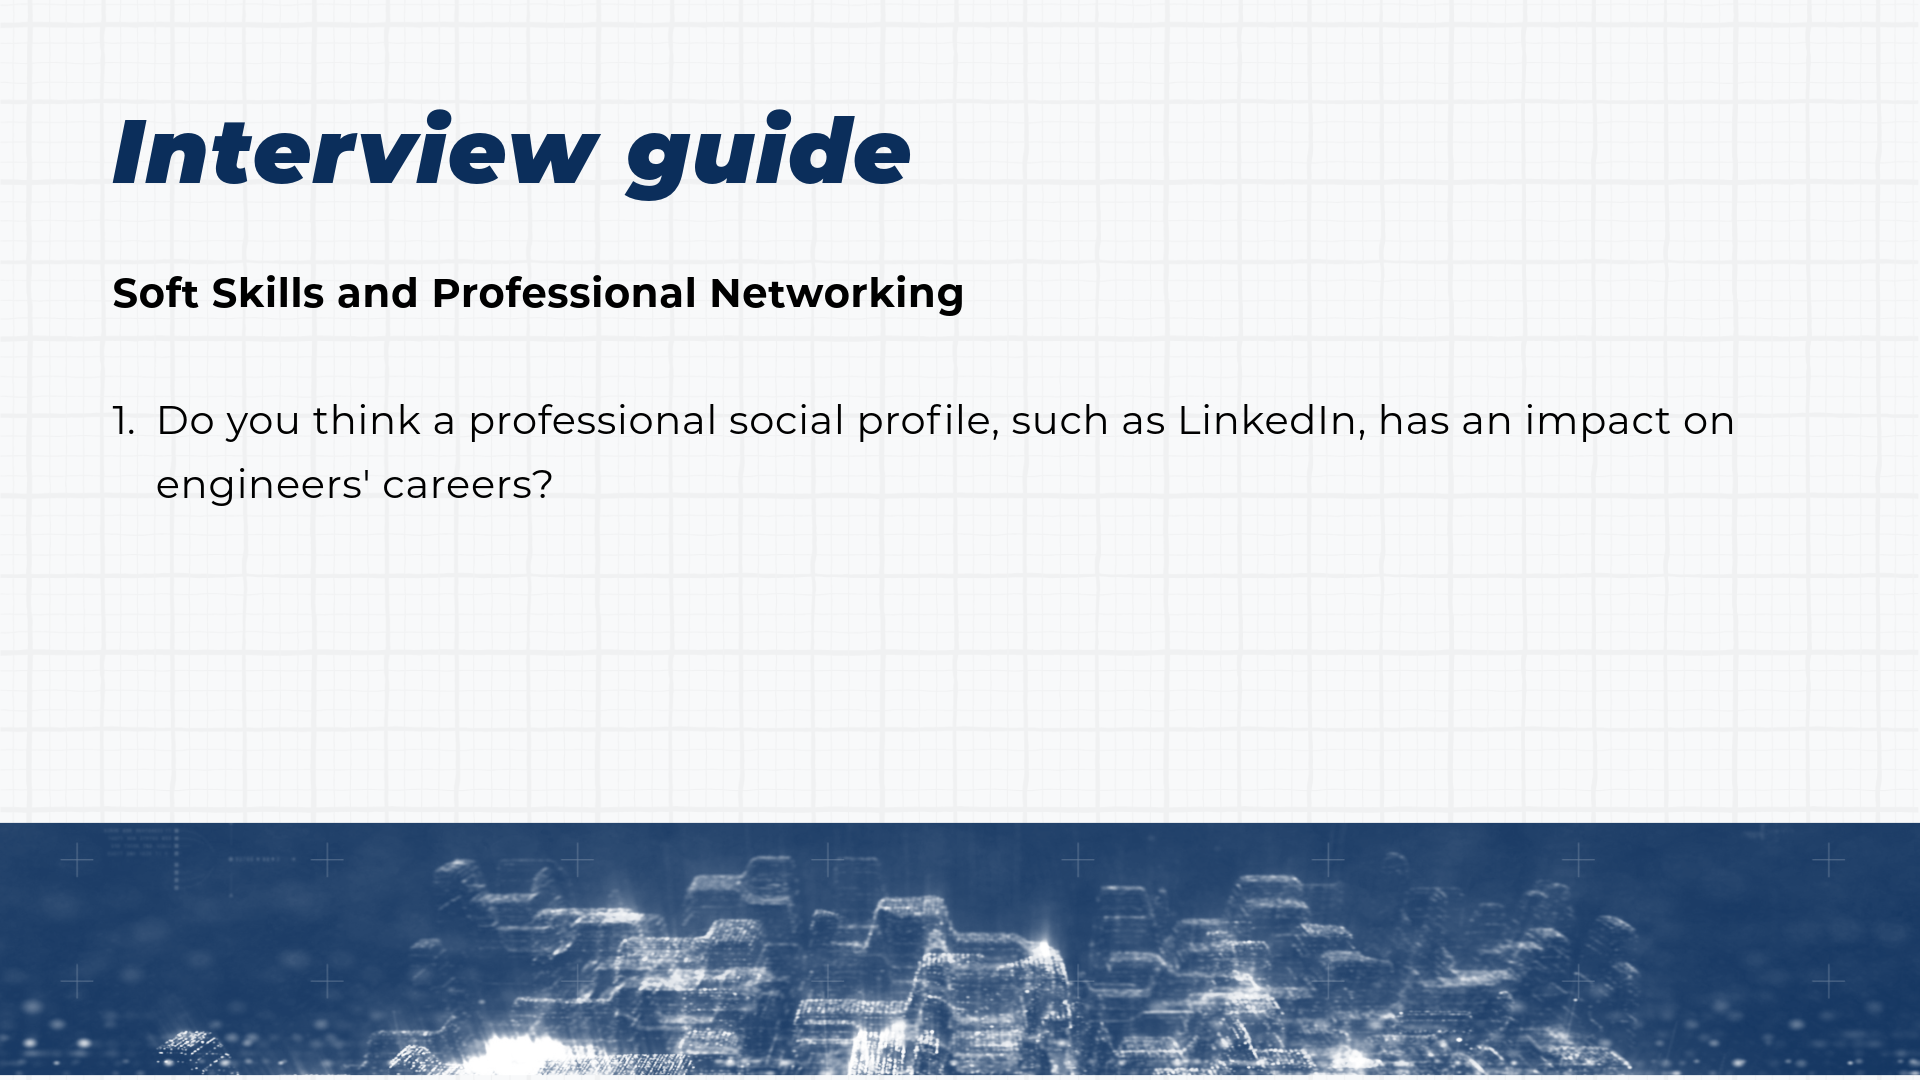 Interview guide
Soft Skills and Professional Networking
1. Do you think a professional social profile, such as LinkedIn, has an impact on
engineers' careers?